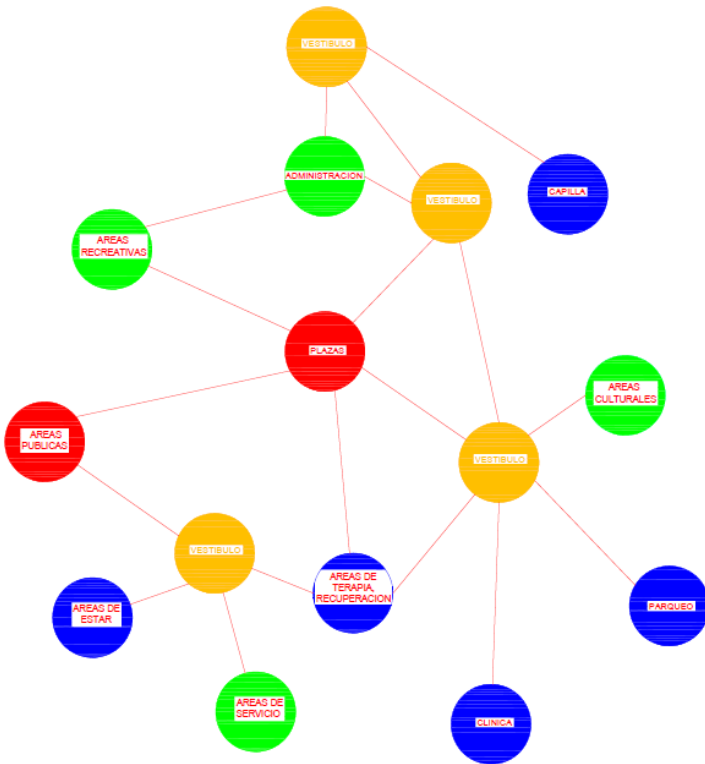 VESTIBULO
ADMINISTRACION
CAPILLA
VESTIBULO
AREAS
RECREATIVAS
PLAZAS
AREAS
CULTURALES
AREAS
PUBLICAS
VESTIBULO
VESTIBULO
AREAS DE
TERAPIA,
RECUPERACION
AREAS DE
ESTAR
PARQUEO
AREAS DE
SERVICIO
CLINICA